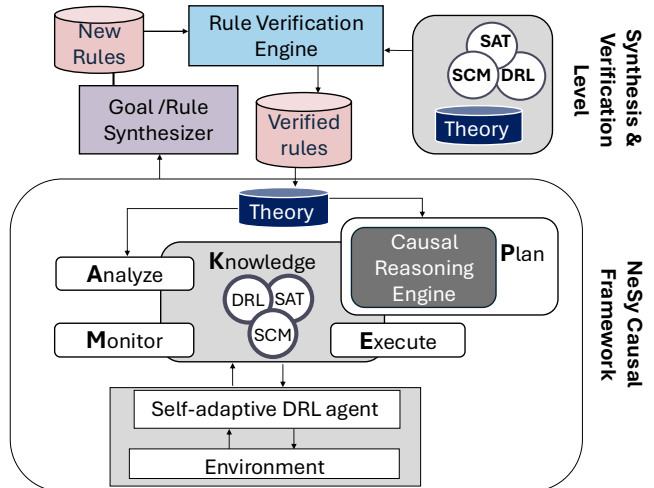 New
Rules
Rule Verification
Engine
SAT
SCM
DRL
Theory
Synthesis &
Verification
Level
Goal /Rule
Synthesizer
Verified
rules
Theory
Analyze
Knowledge
DRL
SAT
SCM
Causal
Reasoning
Engine
Plan
Monitor
Execute
NeSy Causal
Framework
Self-adaptive DRL agent
Environment